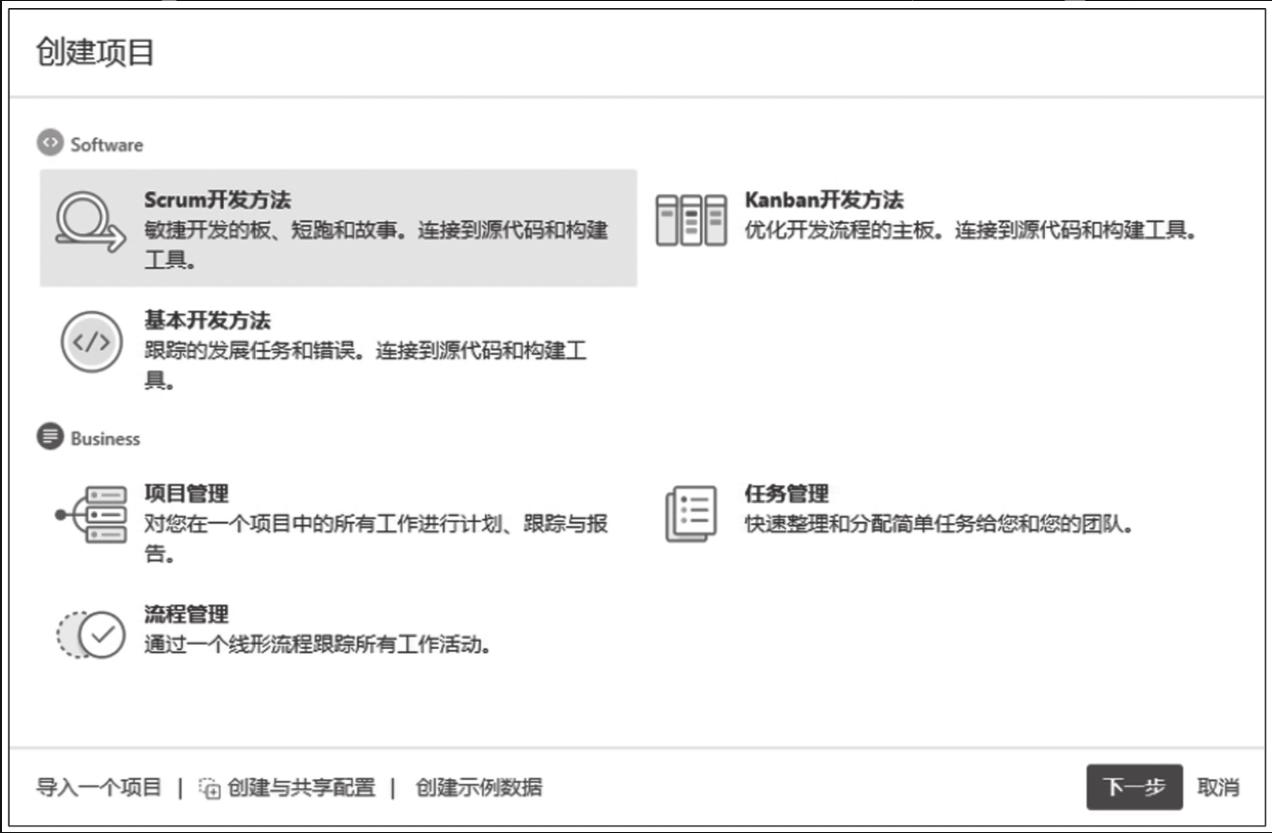 创建项目
Software
Scrum开发方法
敏捷开发的板、短跑和故事。连接到源代码和构建
工具。
Kanban开发方法
优化开发流程的主板。连接到源代码和构建工具。
基本开发方法
跟踪的发展任务和错误。连接到源代码和构建工
具。
Business
项目管理
对您在一个项目中的所有工作进行计划、跟踪与报
告。
任务管理
快速整理和分配简单任务给您和您的团队。
流程管理
通过一个线形流程跟踪所有工作活动。
导入一个项目 | 创建与共享配置 | 创建示例数据
下一步 取消